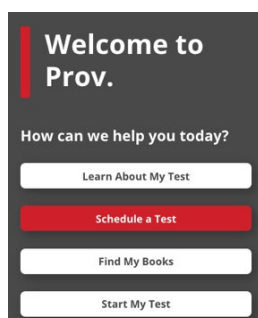 Welcome to
Prov.
How can we help you today?
Learn About My Test
Schedule a Test
Find My Books
Start My Test